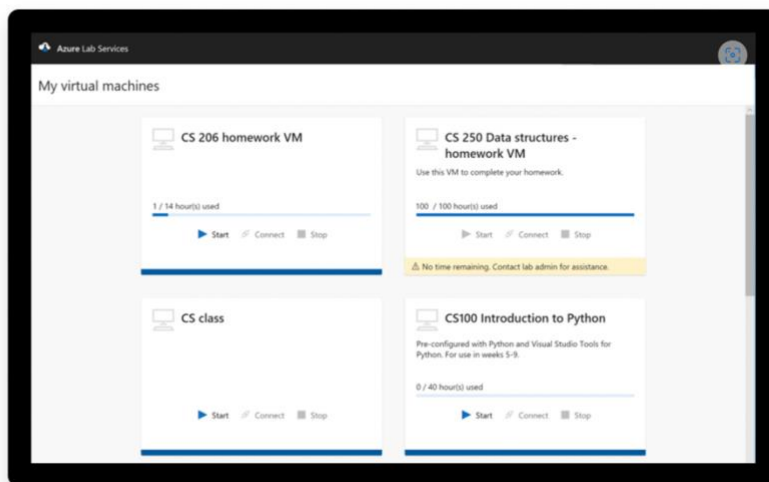 Azure Lab Services
My virtual machines
CS 206 homework VM
1 / 14 hour(s) used
Start Connect Stop
CS 250 Data structures -
homework VM
Use this VM to complete your homework.
100 / 100 hour(s) used
Start Connect Stop
No time remaining. Contact lab admin for assistance.
CS class
Start Connect Stop
CS100 Introduction to Python
Pre-configured with Python and Visual Studio Tools for
Python. For use in weeks 5-9.
0 / 40 hour(s) used
Start Connect Stop